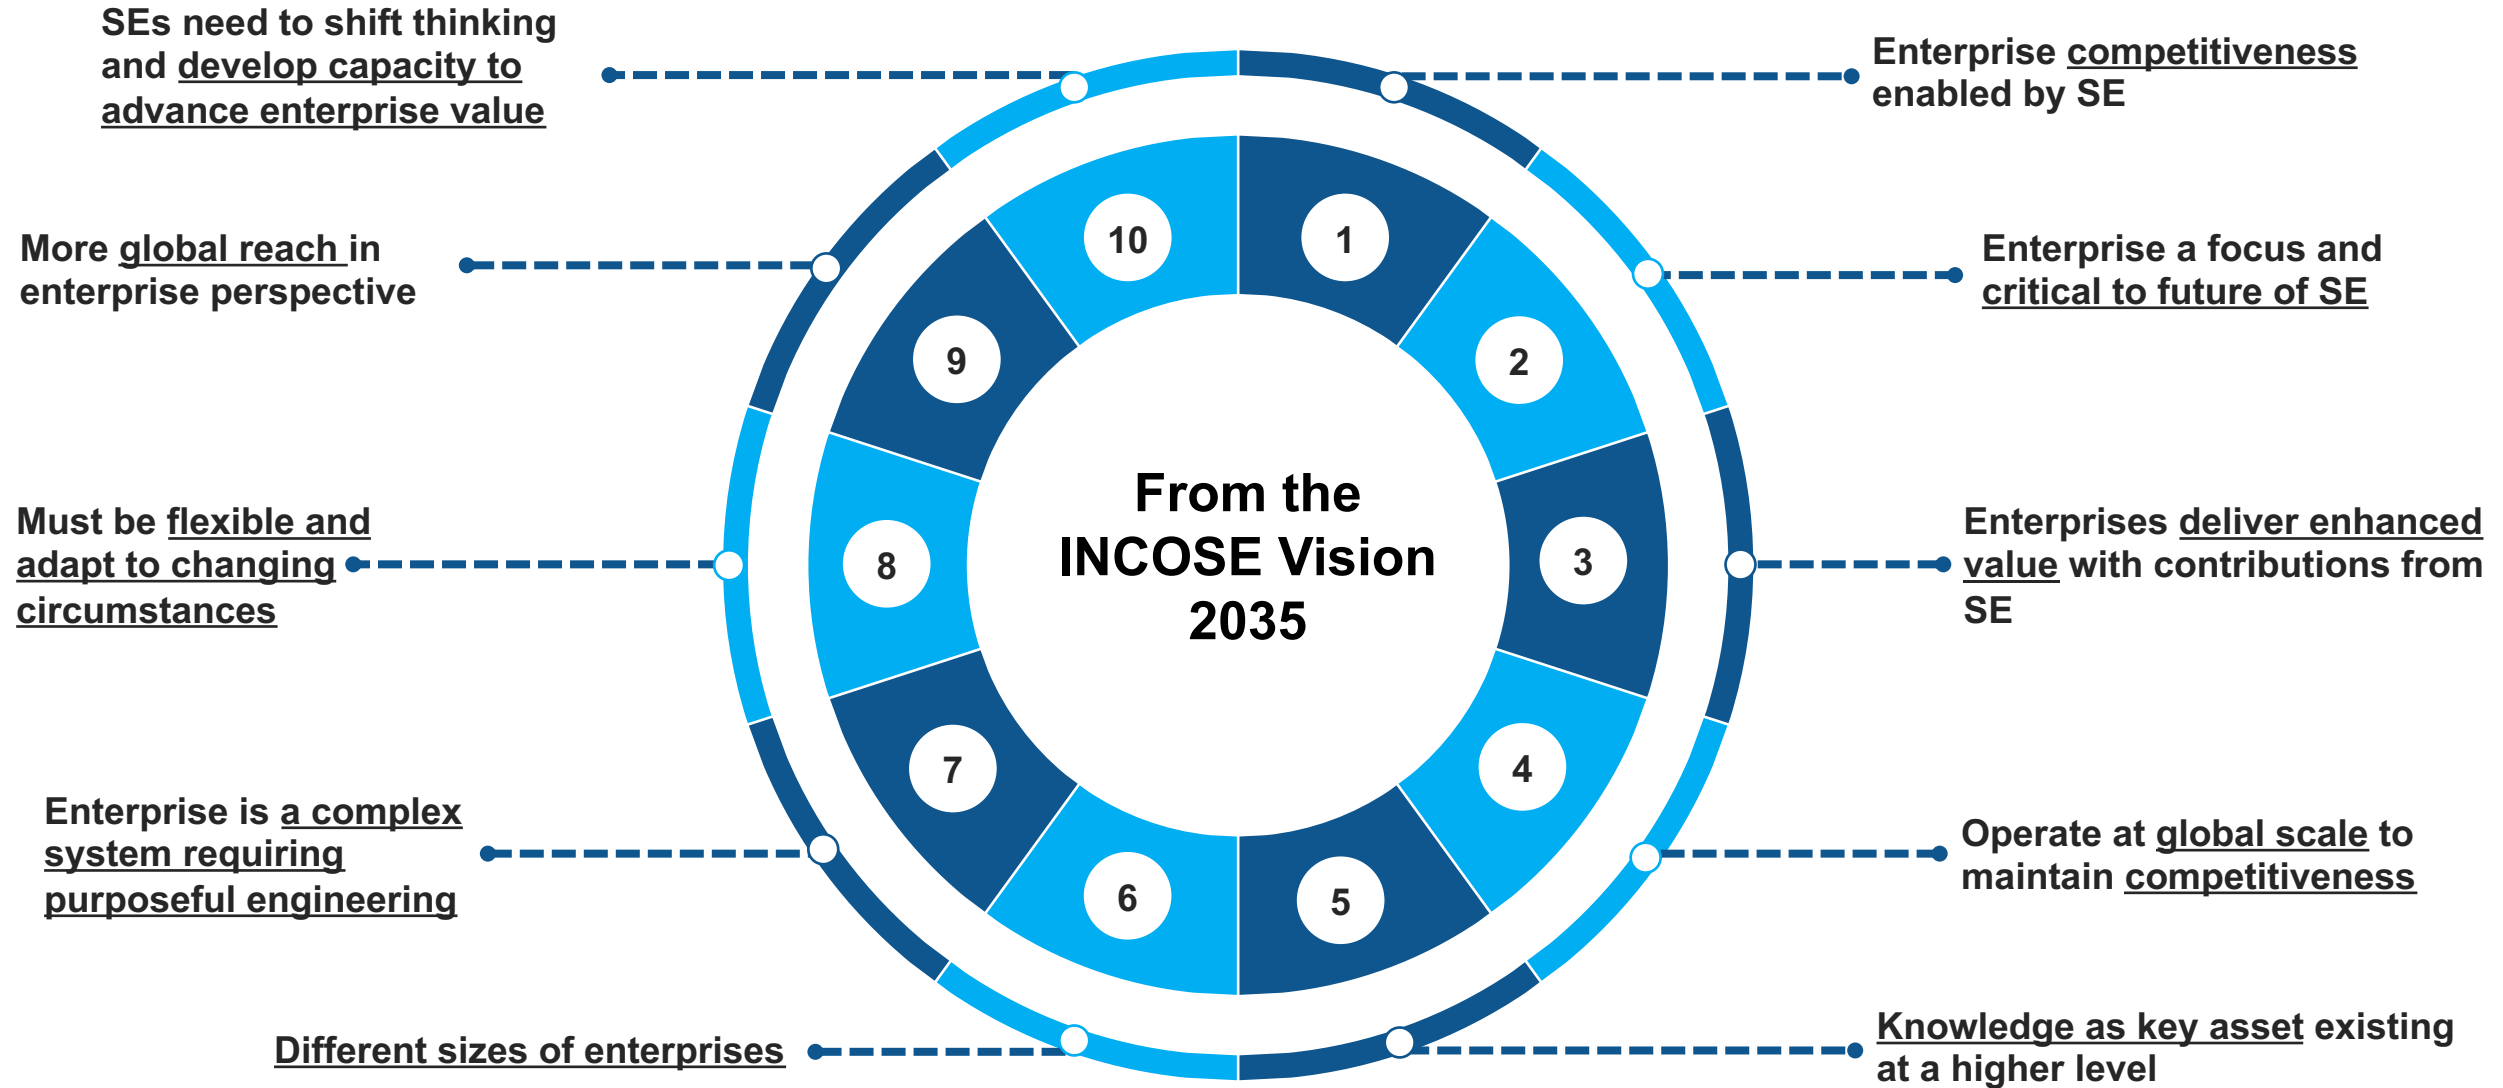 SEs need to shift thinking
and develop capacity to
advance enterprise value
Enterprise competitiveness
enabled by SE
More global reach in
enterprise perspective
Enterprise a focus and
critical to future of SE
Must be flexible and
adapt to changing
circumstances
Enterprises deliver enhanced
value with contributions from
SE
Enterprise is a complex
system requiring
purposeful engineering
Operate at global scale to
maintain competitiveness
Different sizes of enterprises
Knowledge as key asset existing
at a higher level
10
1
9
2
8
3
7
4
6
5
From the
INCOSE Vision
2035